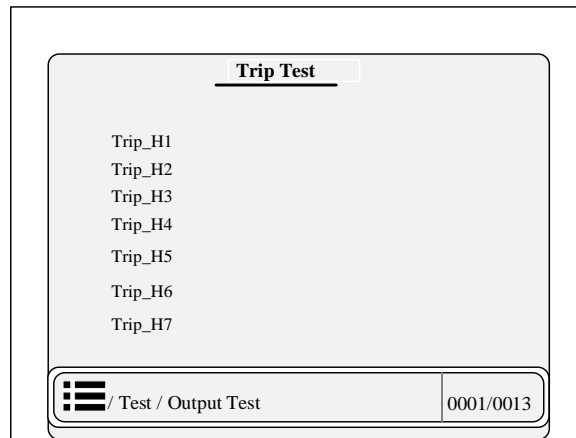 Trip Test
Trip_H1
Trip_H2
Trip_H3
Trip_H4
Trip_H5
Trip_H6
Trip_H7
/ Test / Output Test 0001/0013